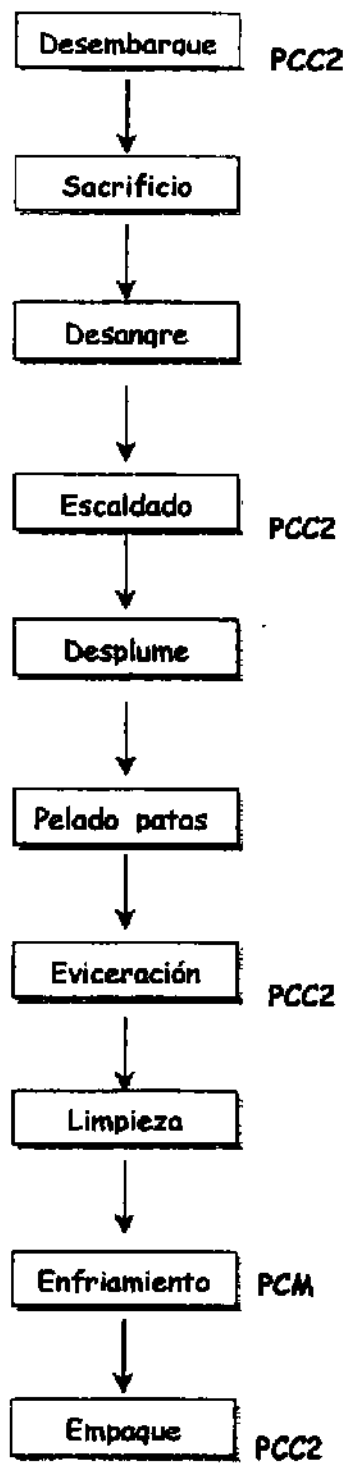 Desembarque
PCC2
Sacrificio
Desangre
Escaldado
PCC2
Desplume
Pelado patas
Eviceración
PCC2
Limpieza
Enfriamiento PCM
Empaque
PCC2